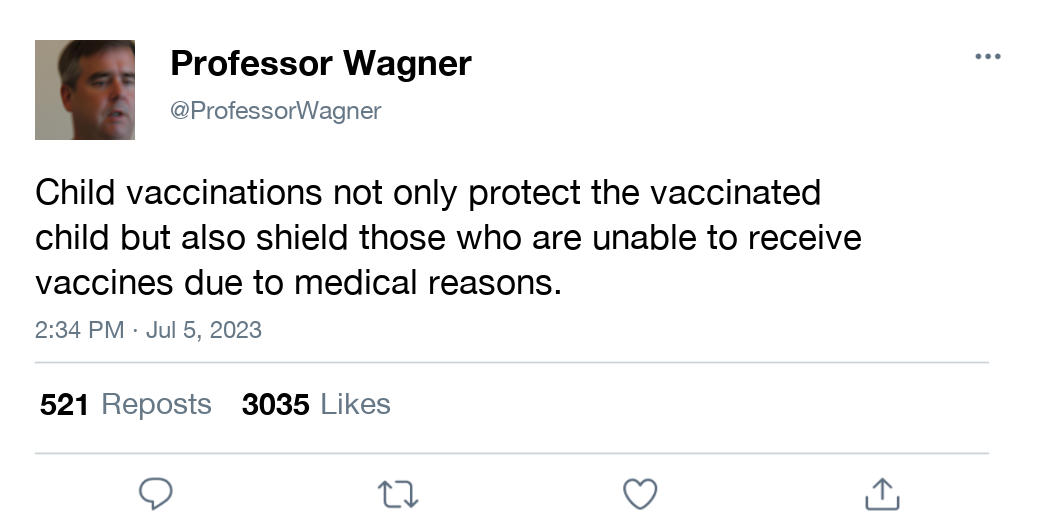 Professor Wagner
@ProfessorWagner
Child vaccinations not only protect the vaccinated
child but also shield those who are unable to receive
vaccines due to medical reasons.
2:34 PM · Jul 5, 2023
521 Reposts 3035 Likes